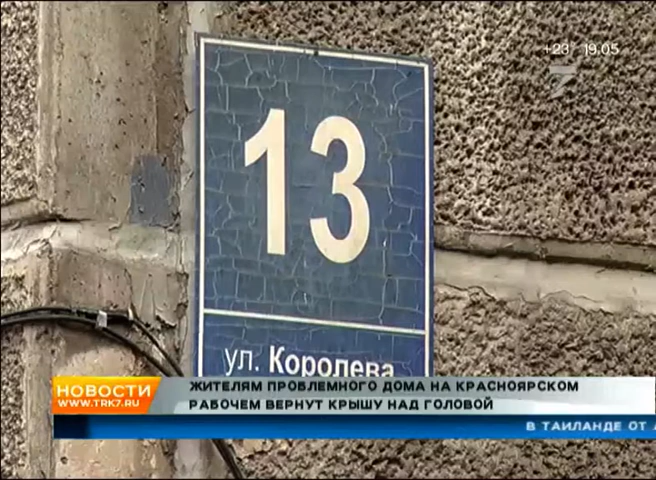 +23 19:05
7
13
ул. Королева
НОВОСТИ
WWW.TRK7.RU
ЖИТЕЛЯМ ПРОБЛЕМНОГО ДОМА НА КРАСНОЯРСКОМ
РАБОЧЕМ ВЕРНУТ КРЫШУ НАД ГОЛОВОЙ
В ТАИЛАНДЕ ОТ